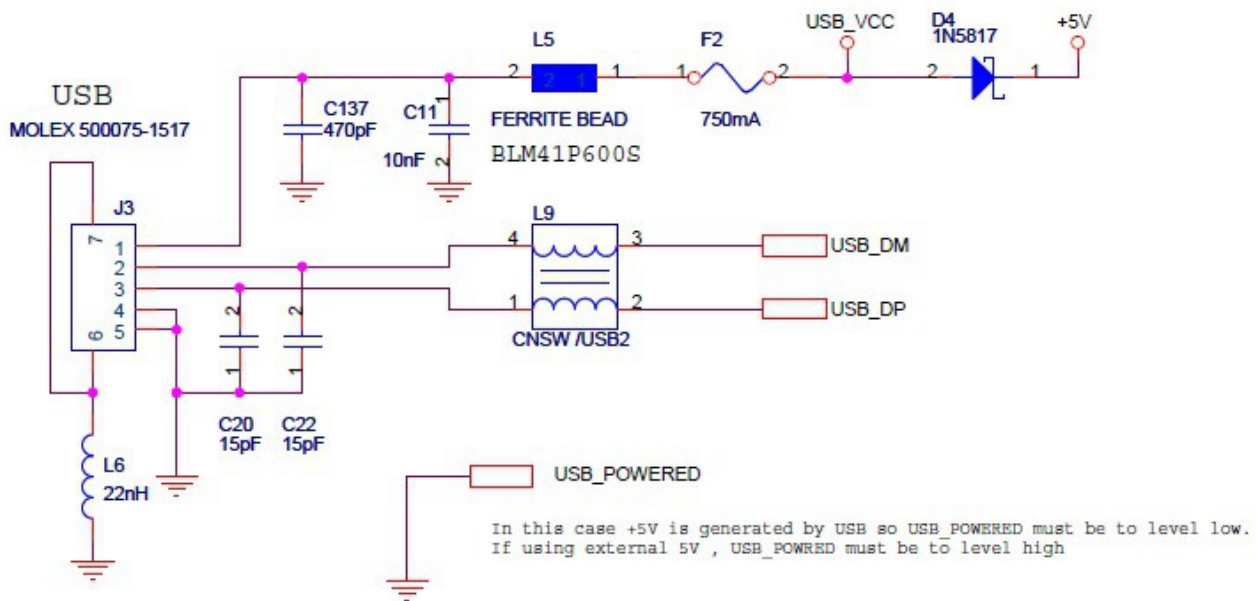 USB_VCC
D4
1N5817
+5V
L5
F2
2
2 1
1
1
2
2
1
USB
MOLEX 500075-1517
C137
470pF
C11
1
10nF
2
FERRITE BEAD
BLM41P600S
750mA
J3
7
1
2
3
4
5
6
L9
4
3
USB_DM
1
2
USB_DP
CNSW /USB2
2
2
1
1
C20
15pF
C22
15pF
L6
22nH
USB_POWERED
In this case +5V is generated by USB so USB_POWERED must be to level low.
If using external 5V , USB_POWRED must be to level high